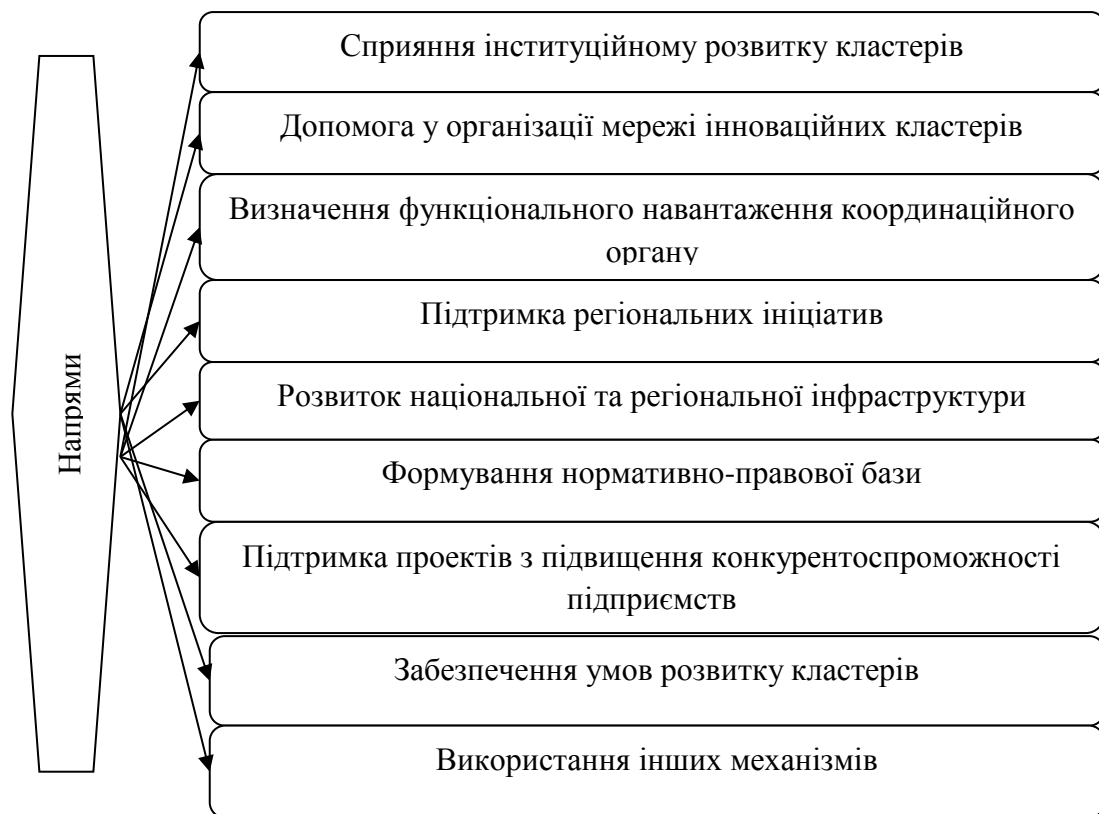 Напрями
Сприяння інституційному розвитку кластерів
Допомога у організації мережі інноваційних кластерів
Визначення функціонального навантаження координаційного
органу
Підтримка регіональних ініціатив
Розвиток національної та регіональної інфраструктури
Формування нормативно-правової бази
Підтримка проектів з підвищення конкурентоспроможності
підприємств
Забезпечення умов розвитку кластерів
Використання інших механізмів